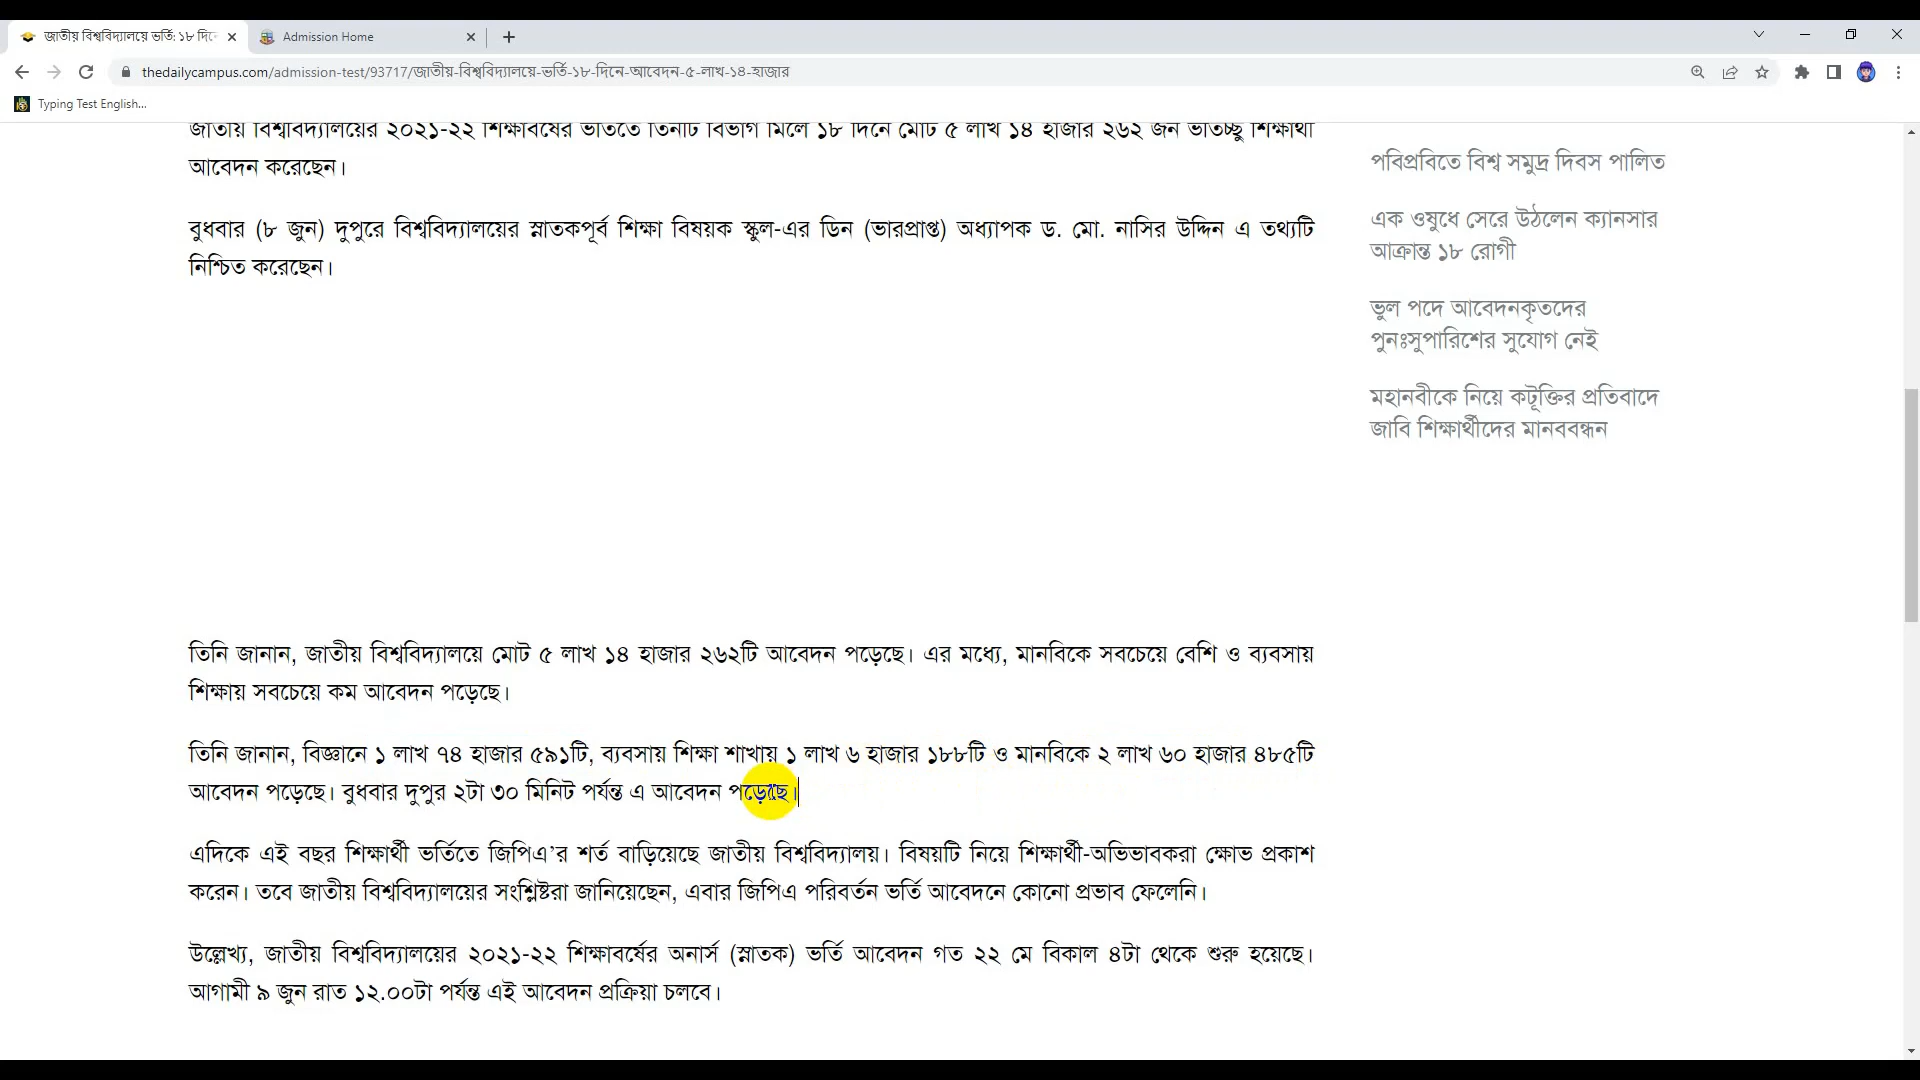 জাতীয় বিশ্ববিদ্যালয়ে ভর্তি: ১৮ দিনে
Admission Home
thedailycampus.com/admission-test/93717/জাতীয়-বিশ্ববিদ্যালয়ে-ভর্তি-১৮-দিনে-আবেদন-৫-লাখ-১৪-হাজার
Typing Test English...
জাতীয় বিশ্ববিদ্যালয়ের ২০২১-২২ শিক্ষাবর্ষের ভর্তিতে তিনটি বিভাগ মিলে ১৮ দিনে মোট ৫ লাখ ১৪ হাজার ২৬২ জন ভর্তিচ্ছু শিক্ষার্থী
আবেদন করেছেন।
বুধবার (৮ জুন) দুপুরে বিশ্ববিদ্যালয়ের স্নাতকপূর্ব শিক্ষা বিষয়ক স্কুল-এর ডিন (ভারপ্রাপ্ত) অধ্যাপক ড. মো. নাসির উদ্দিন এ তথ্যটি
নিশ্চিত করেছেন।
তিনি জানান, জাতীয় বিশ্ববিদ্যালয়ে মোট ৫ লাখ ১৪ হাজার ২৬২টি আবেদন পড়েছে। এর মধ্যে, মানবিকে সবচেয়ে বেশি ও ব্যবসায়
শিক্ষায় সবচেয়ে কম আবেদন পড়েছে।
তিনি জানান, বিজ্ঞানে ১ লাখ ৭৪ হাজার ৫৯১টি, ব্যবসায় শিক্ষা শাখায় ১ লাখ ৬ হাজার ১৮৮টি ও মানবিকে ২ লাখ ৬০ হাজার ৪৮৫টি
আবেদন পড়েছে। বুধবার দুপুর ২টা ৩০ মিনিট পর্যন্ত এ আবেদন পড়েছে।
এদিকে এই বছর শিক্ষার্থী ভর্তিতে জিপিএ’র শর্ত বাড়িয়েছে জাতীয় বিশ্ববিদ্যালয়। বিষয়টি নিয়ে শিক্ষার্থী-অভিভাবকরা ক্ষোভ প্রকাশ
করেন। তবে জাতীয় বিশ্ববিদ্যালয়ের সংশ্লিষ্টরা জানিয়েছেন, এবার জিপিএ পরিবর্তন ভর্তি আবেদনে কোনো প্রভাব ফেলেনি।
উল্লেখ্য, জাতীয় বিশ্ববিদ্যালয়ের ২০২১-২২ শিক্ষাবর্ষের অনার্স (স্নাতক) ভর্তি আবেদন গত ২২ মে বিকাল ৪টা থেকে শুরু হয়েছে।
আগামী ৯ জুন রাত ১২.০০টা পর্যন্ত এই আবেদন প্রক্রিয়া চলবে।
পবিপ্রবিতে বিশ্ব সমুদ্র দিবস পালিত
এক ওষুধে সেরে উঠলেন ক্যানসার
আক্রান্ত ১৮ রোগী
ভুল পদে আবেদনকৃতদের
পুনঃসুপারিশের সুযোগ নেই
মহানবীকে নিয়ে কটূক্তির প্রতিবাদে
জাবি শিক্ষার্থীদের মানববন্ধন